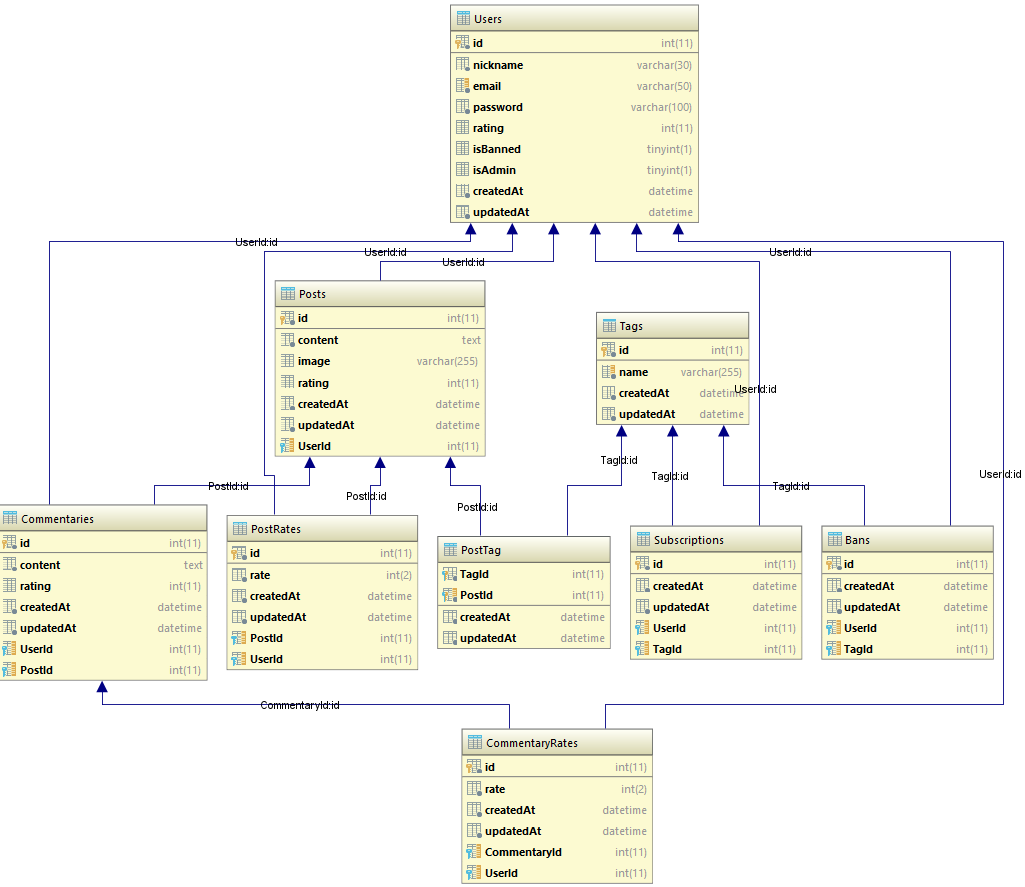 Users
id int(11)
nickname varchar(30)
email varchar(50)
password varchar(100)
rating int(11)
isBanned tinyint(1)
isAdmin tinyint(1)
createdAt datetime
updatedAt datetime
UserId:id
UserId:id
UserId:id
UserId:id
Posts
id int(11)
content text
image varchar(255)
rating int(11)
createdAt datetime
updatedAt datetime
UserId int(11)
Tags
id int(11)
name varchar(255)
createdAt datetime
updatedAt datetime
UserId:id
TagId:id
TagId:id
TagId:id
UserId:id
PostId:id
PostId:id
PostId:id
Commentaries
id int(11)
content text
rating int(11)
createdAt datetime
updatedAt datetime
UserId int(11)
PostId int(11)
PostRates
id int(11)
rate int(2)
createdAt datetime
updatedAt datetime
PostId int(11)
UserId int(11)
PostTag
TagId int(11)
PostId int(11)
createdAt datetime
updatedAt datetime
Subscriptions
id int(11)
createdAt datetime
updatedAt datetime
UserId int(11)
TagId int(11)
Bans
id int(11)
createdAt datetime
updatedAt datetime
UserId int(11)
TagId int(11)
CommentaryId:id
CommentaryRates
id int(11)
rate int(2)
createdAt datetime
updatedAt datetime
CommentaryId int(11)
UserId int(11)